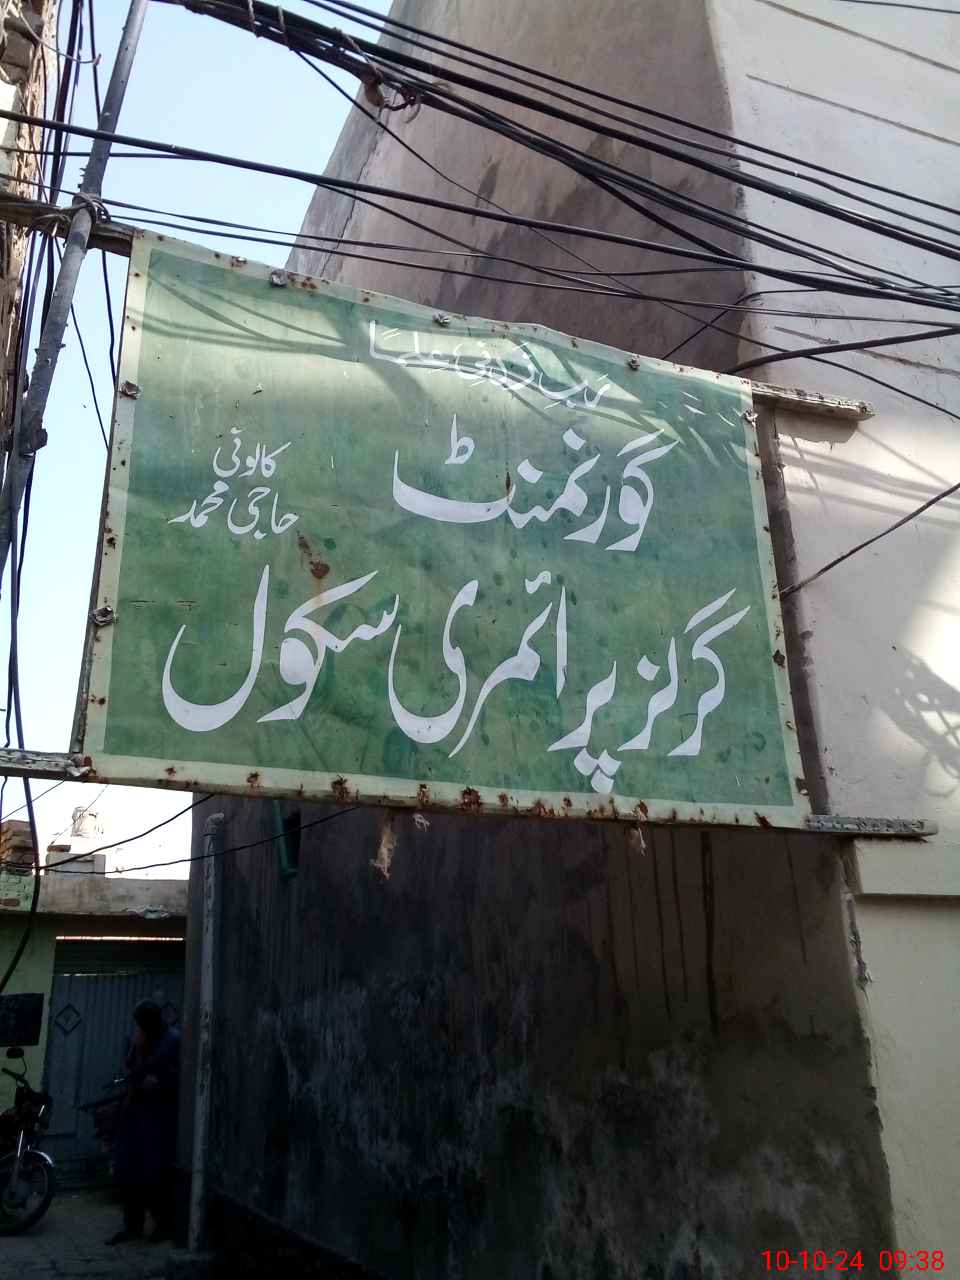 رَبِّ زِدْنِیْ عِلْمًا
گورنمنٹ
حاجی محمد
کالونی
گرلز پرائمری سکول
10-10-24 09:38